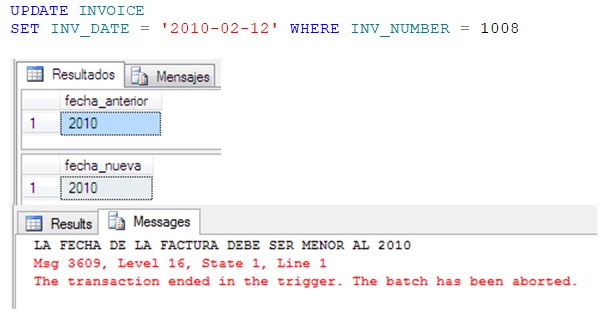 UPDATE INVOICE
SET INV_DATE = '2010-02-12' WHERE INV_NUMBER = 1008
Resultados Mensajes
fecha_anterior
1 2010
fecha_nueva
1 2010
Results Messages
LA FECHA DE LA FACTURA DEBE SER MENOR AL 2010
Msg 3609, Level 16, State 1, Line 1
The transaction ended in the trigger. The batch has been aborted.